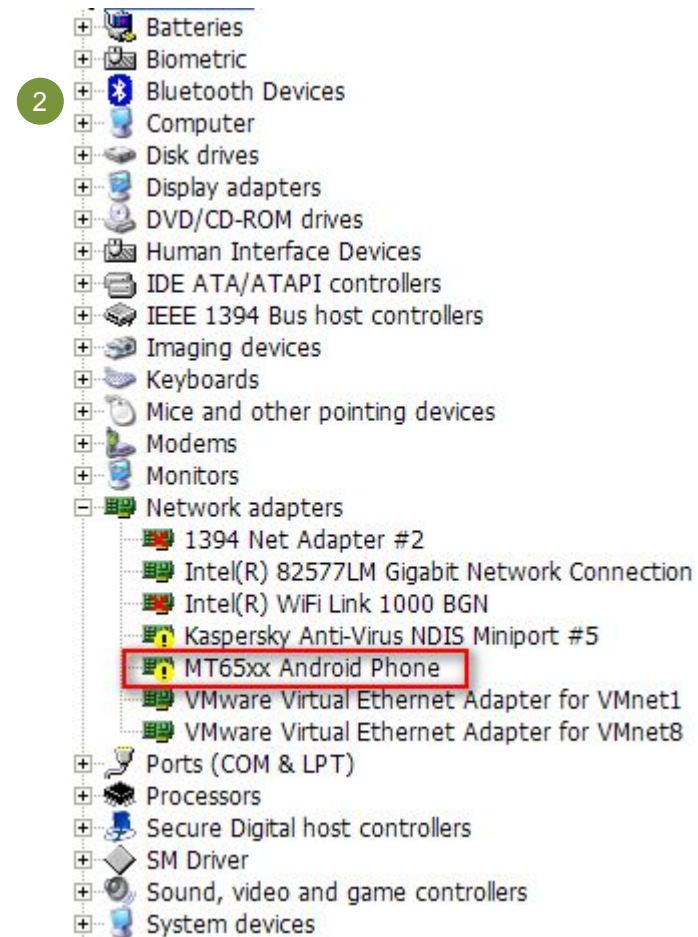 Batteries
Biometric
2
Bluetooth Devices
Computer
Disk drives
Display adapters
DVD/CD-ROM drives
Human Interface Devices
IDE ATA/ATAPI controllers
IEEE 1394 Bus host controllers
Imaging devices
Keyboards
Mice and other pointing devices
Modems
Monitors
Network adapters
1394 Net Adapter #2
Intel(R) 82577LM Gigabit Network Connection
Intel(R) WiFi Link 1000 BGN
Kaspersky Anti-Virus NDIS Miniport #5
MT65xx Android Phone
VMware Virtual Ethernet Adapter for VMnet1
VMware Virtual Ethernet Adapter for VMnet8
Ports (COM & LPT)
Processors
Secure Digital host controllers
SM Driver
Sound, video and game controllers
System devices